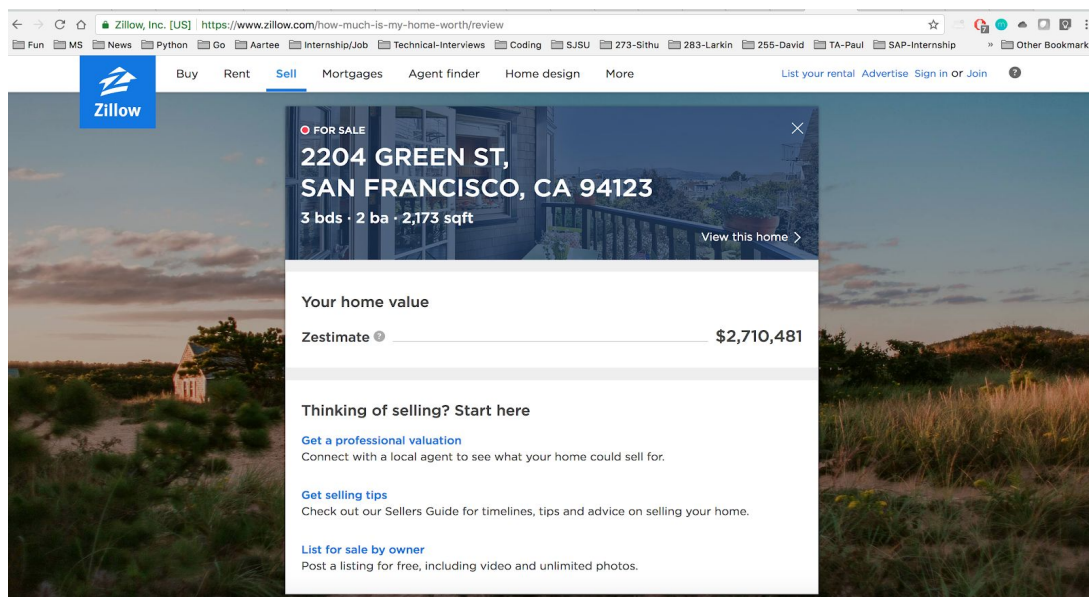 Zillow, Inc. [US] | https://www.zillow.com/how-much-is-my-home-worth/review
Fun MS News Python Go Aartee Internship/Job Technical-Interviews Coding SJSU 273-Sithu 283-Larkin 255-David TA-Paul SAP-Internship » Other Bookmark
Zillow
Buy Rent Sell Mortgages Agent finder Home design More List your rental Advertise Sign in or Join ?
FOR SALE
2204 GREEN ST,
SAN FRANCISCO, CA 94123
3 bds · 2 ba · 2,173 sqft
View this home >
Your home value
Zestimate ? $2,710,481
Thinking of selling? Start here
Get a professional valuation
Connect with a local agent to see what your home could sell for.
Get selling tips
Check out our Sellers Guide for timelines, tips and advice on selling your home.
List for sale by owner
Post a listing for free, including video and unlimited photos.